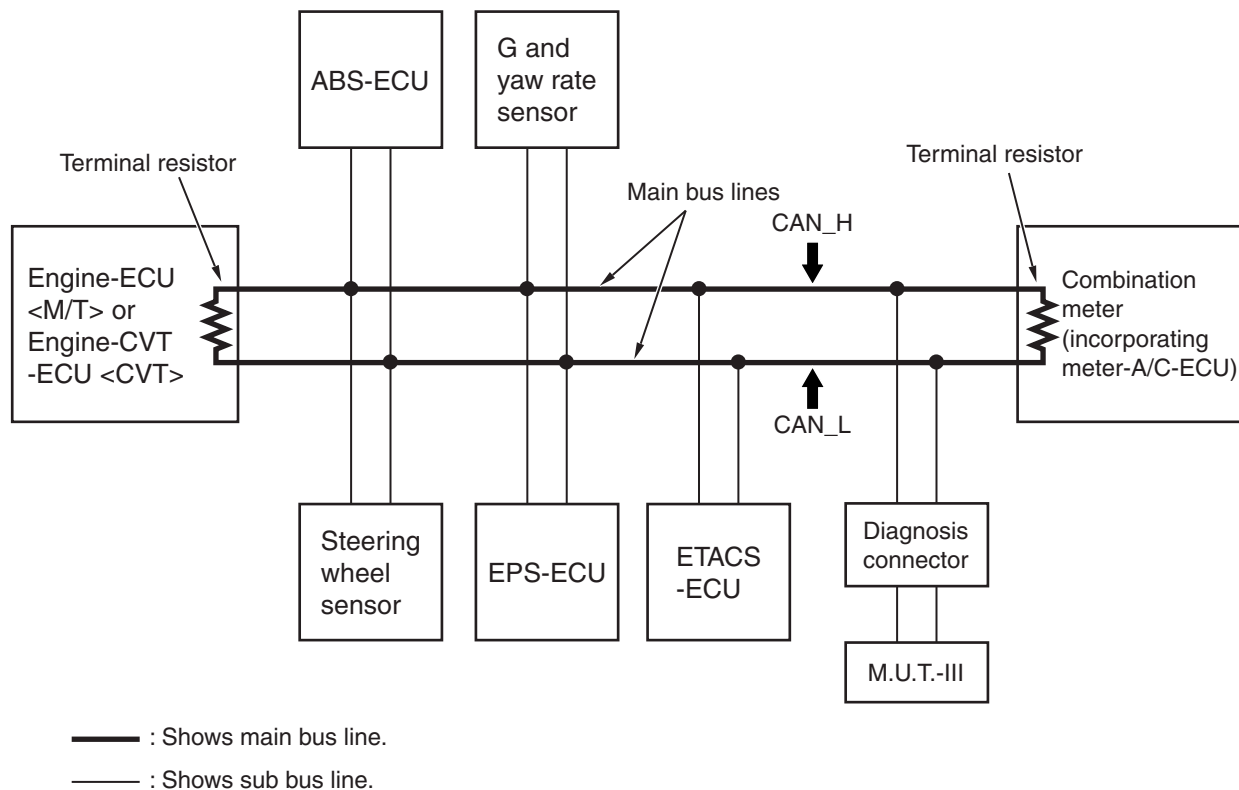 ABS-ECU
G and
yaw rate
sensor
Terminal resistor
Main bus lines
CAN_H
Terminal resistor
Engine-ECU
<M/T> or
Engine-CVT
-ECU <CVT>
Combination
meter
(incorporating
meter-A/C-ECU)
CAN_L
Steering
wheel
sensor
EPS-ECU
ETACS
-ECU
Diagnosis
connector
M.U.T.-III
: Shows main bus line.
: Shows sub bus line.